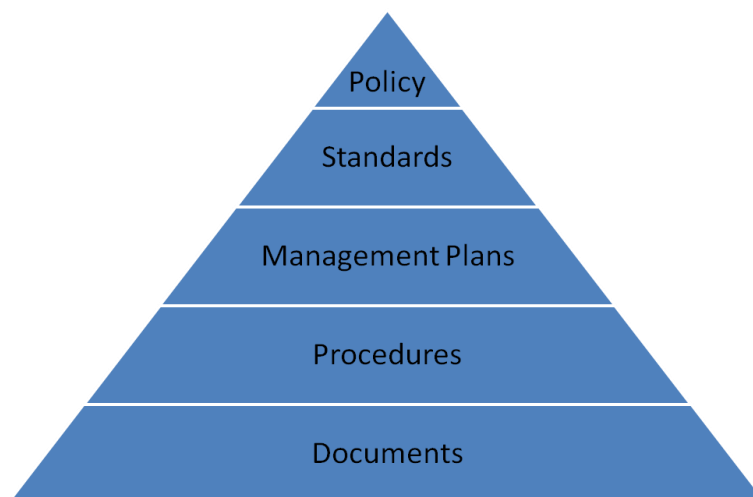 Policy
Standards
Management Plans
Procedures
Documents